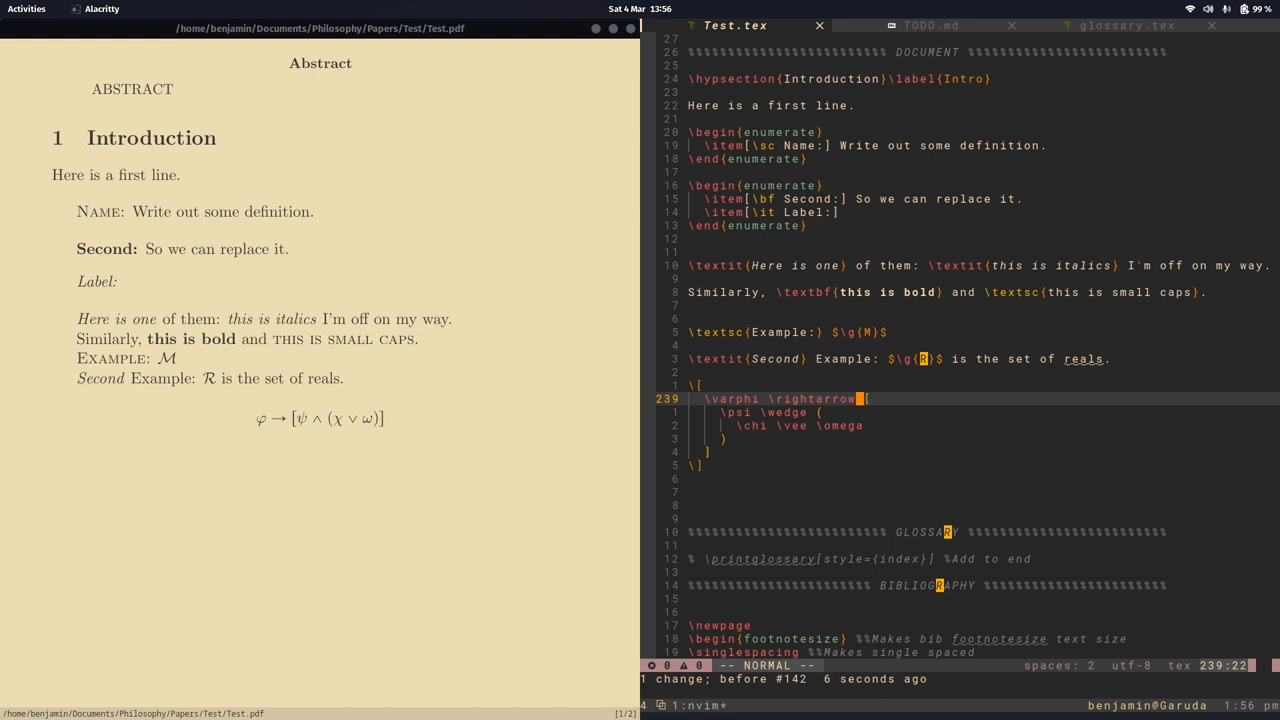 Activities Alacritty Sat 4 Mar 13:56 99 %
/home/benjamin/Documents/Philosophy/Papers/Test/Test.pdf
Abstract
ABSTRACT
1 Introduction
Here is a first line.
NAME: Write out some definition.
Second: So we can replace it.
Label:
Here is one of them: this is italics I'm off on my way.
Similarly, this is bold and THIS IS SMALL CAPS.
EXAMPLE: ℳ
Second Example: ℛ is the set of reals.
φ → [ψ ∧ (χ ∨ ω)]
/home/benjamin/Documents/Philosophy/Papers/Test/Test.pdf [1/2]
Test.tex TODO.md glossary.tex
27
26 %%%%%%%%%%%%%%%%%%%%%%%%% DOCUMENT %%%%%%%%%%%%%%%%%%%%%%%%%
25
24 \hypsection{Introduction}\label{Intro}
23
22 Here is a first line.
21
20 \begin{enumerate}
19 \item[\sc Name:] Write out some definition.
18 \end{enumerate}
17
16 \begin{enumerate}
15 \item[\bf Second:] So we can replace it.
14 \item[\it Label:]
13 \end{enumerate}
12
11
10 \textit{Here is one} of them: \textit{this is italics} I'm off on my way.
9
8 Similarly, \textbf{this is bold} and \textsc{this is small caps}.
7
6
5 \textsc{Example:} $\g{M}$
4
3 \textit{Second} Example: $\g{R}$ is the set of reals.
2
1 \[
239 \varphi \rightarrow [
1 \psi \wedge (
2 \chi \vee \omega
3 )
4 ]
5 \]
6
7
8
9
10 %%%%%%%%%%%%%%%%%%%%%%%%% GLOSSARY %%%%%%%%%%%%%%%%%%%%%%%%%
11
12 % \printglossary[style={index}] %Add to end
13
14 %%%%%%%%%%%%%%%%%%%%%%% BIBLIOGRAPHY %%%%%%%%%%%%%%%%%%%%%%%
15
16
17 \newpage
18 \begin{footnotesize} %%Makes bib footnotesize text size
19 \singlespacing %%Makes single spaced
0 0 -- NORMAL -- spaces: 2 utf-8 tex 239:22
1 change; before #142 6 seconds ago
4 1:nvim* benjamin@Garuda 1:56 pm